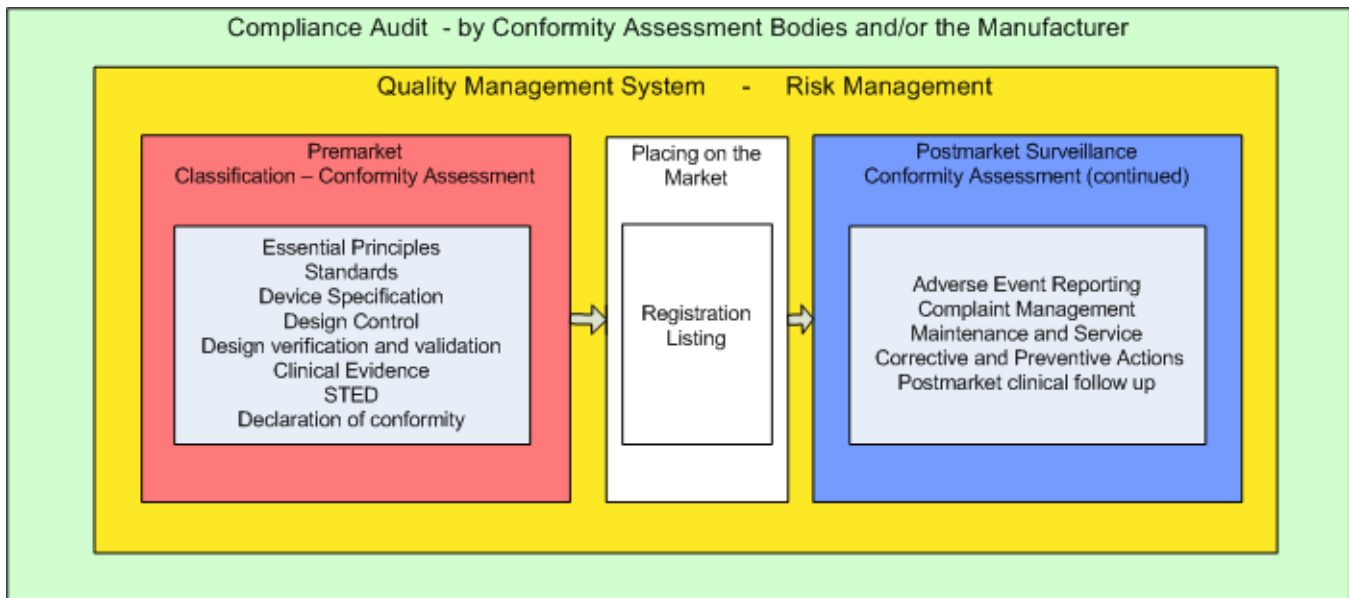 Compliance Audit - by Conformity Assessment Bodies and/or the Manufacturer
Quality Management System - Risk Management
Premarket
Classification – Conformity Assessment
Essential Principles
Standards
Device Specification
Design Control
Design verification and validation
Clinical Evidence
STED
Declaration of conformity
Placing on the
Market
Registration
Listing
Postmarket Surveillance
Conformity Assessment (continued)
Adverse Event Reporting
Complaint Management
Maintenance and Service
Corrective and Preventive Actions
Postmarket clinical follow up